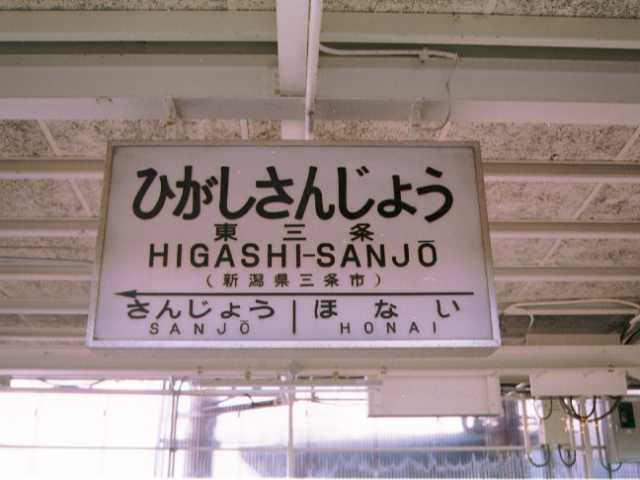 ひがしさんじょう
東三条
HIGASHI-SANJŌ
(新潟県三条市)
さんじょう ほない
SANJŌ HONAI